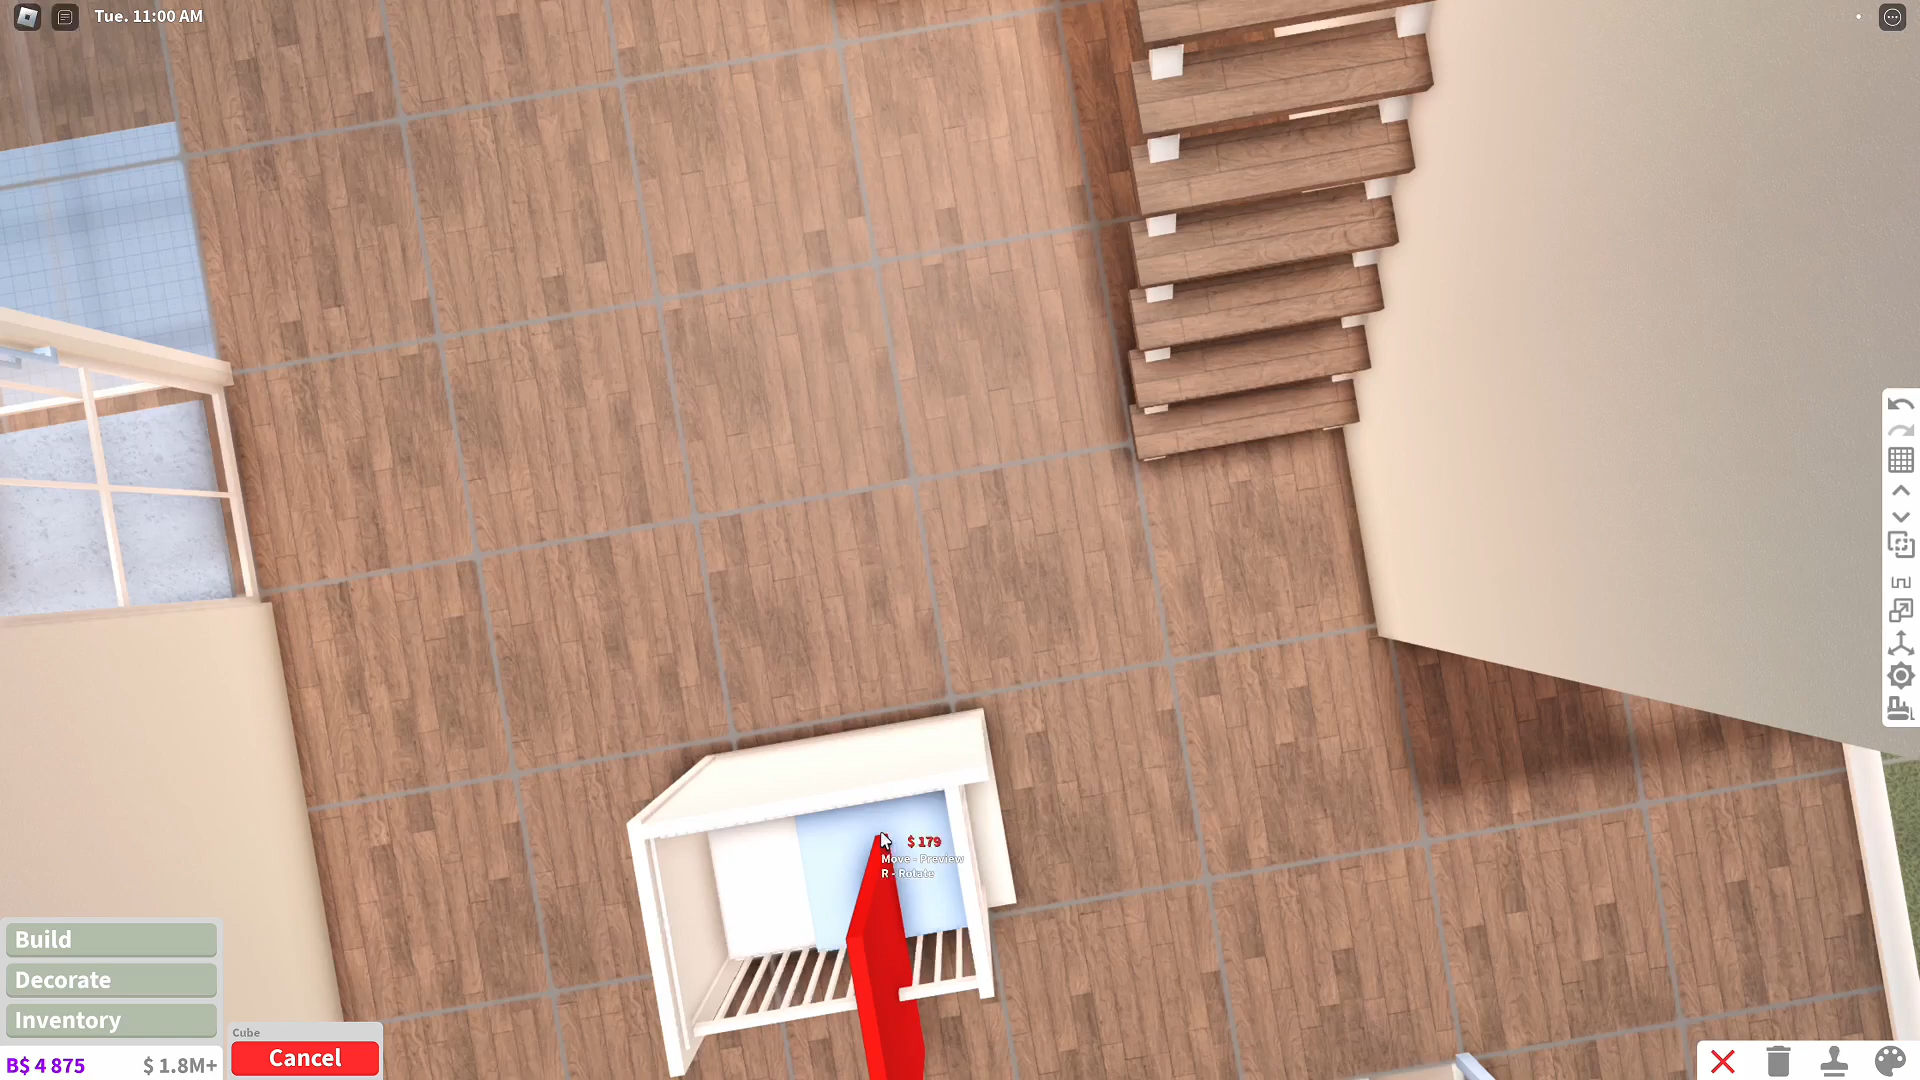 Tue. 11:00 AM
$ 179
Move - Preview
R - Rotate
Build
Decorate
Inventory
B$ 4 875
$ 1.8M+
Cube
Cancel